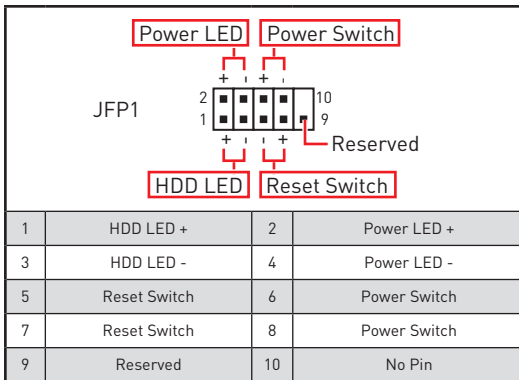 Power LED Power Switch
+ - + -
JFP1
2 10
1 9
+ - - +
Reserved
HDD LED Reset Switch
1 HDD LED + 2 Power LED +
3 HDD LED - 4 Power LED -
5 Reset Switch 6 Power Switch
7 Reset Switch 8 Power Switch
9 Reserved 10 No Pin